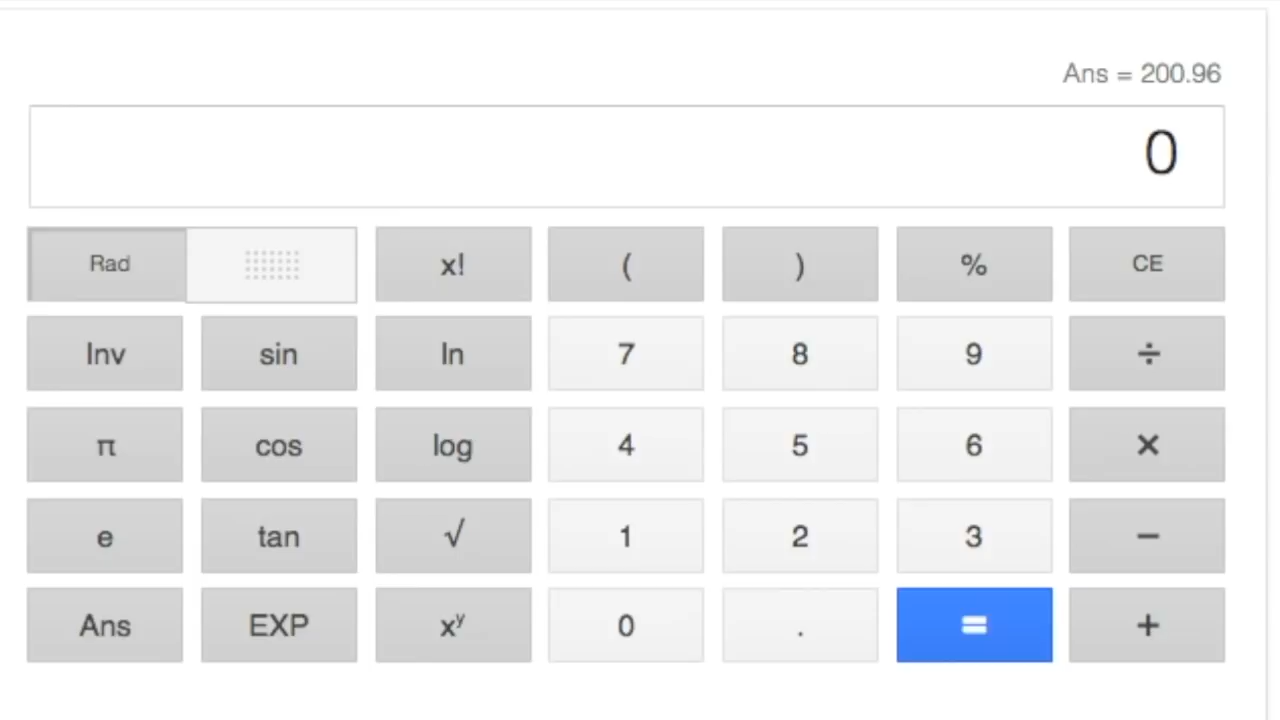 Ans = 200.96
0
Rad x! ( ) % CE
Inv sin ln 7 8 9 ÷
π cos log 4 5 6 ×
e tan √ 1 2 3 −
Ans EXP xʸ 0 . = +